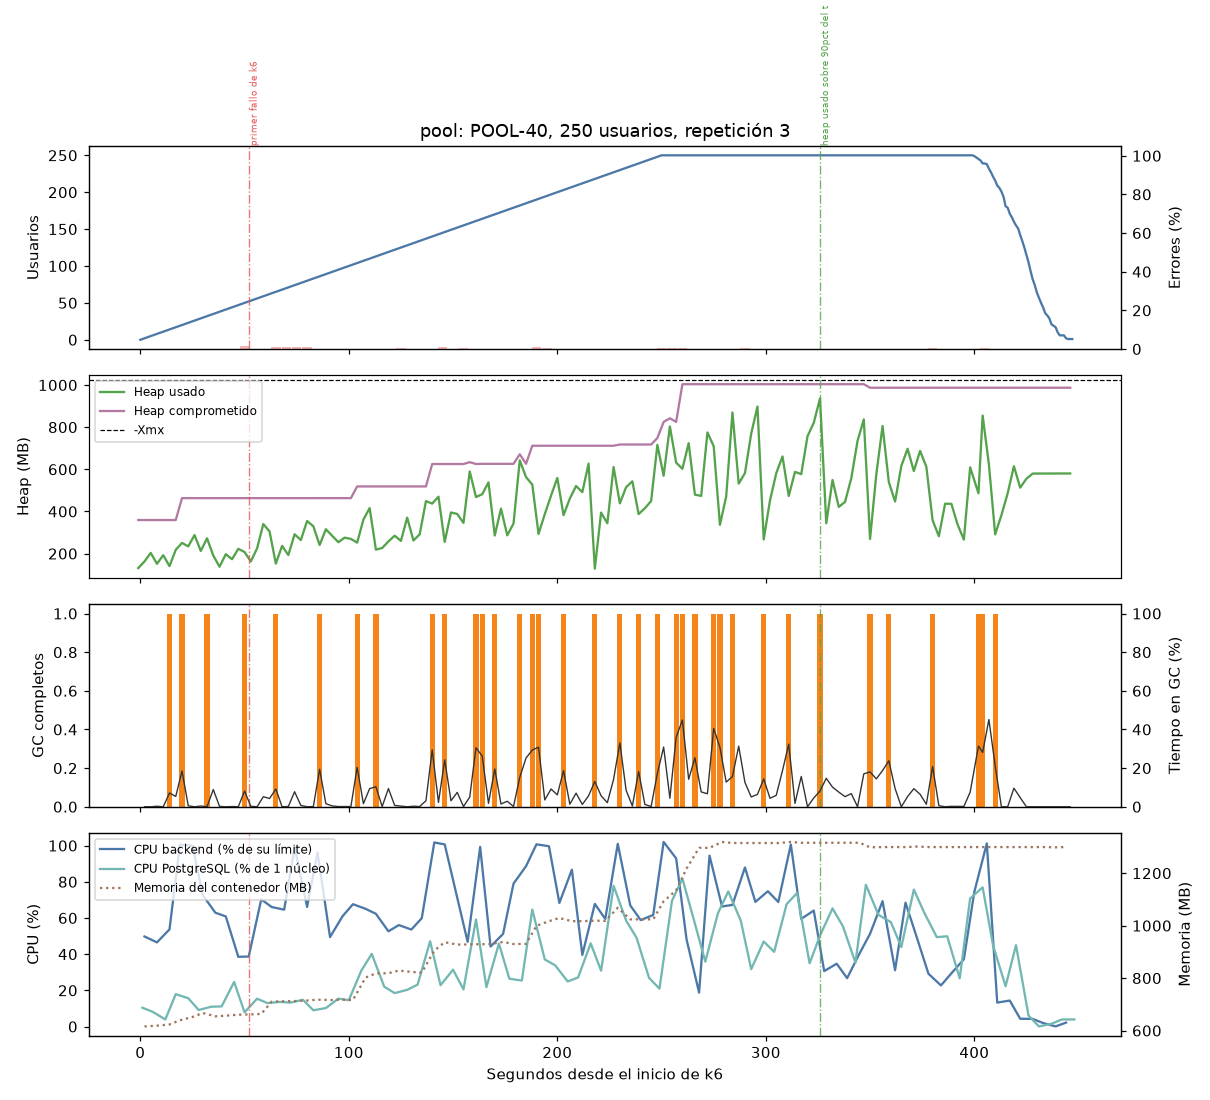 primer fallo de k6
heap usado sobre 90pct del t
pool: POOL-40, 250 usuarios, repetición 3
Usuarios
250
200
150
100
50
0
Errores (%)
100
80
60
40
20
0
Heap (MB)
1000
800
600
400
200
Heap usado
Heap comprometido
-Xmx
GC completos
1.0
0.8
0.6
0.4
0.2
0.0
Tiempo en GC (%)
100
80
60
40
20
0
CPU (%)
100
80
60
40
20
0
CPU backend (% de su límite)
CPU PostgreSQL (% de 1 núcleo)
Memoria del contenedor (MB)
Memoria (MB)
1200
1000
800
600
0
100
200
300
400
Segundos desde el inicio de k6